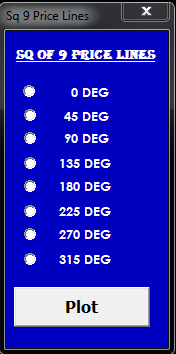 Sq 9 Price Lines
SQ OF 9 PRICE LINES
0 DEG
45 DEG
90 DEG
135 DEG
180 DEG
225 DEG
270 DEG
315 DEG
Plot